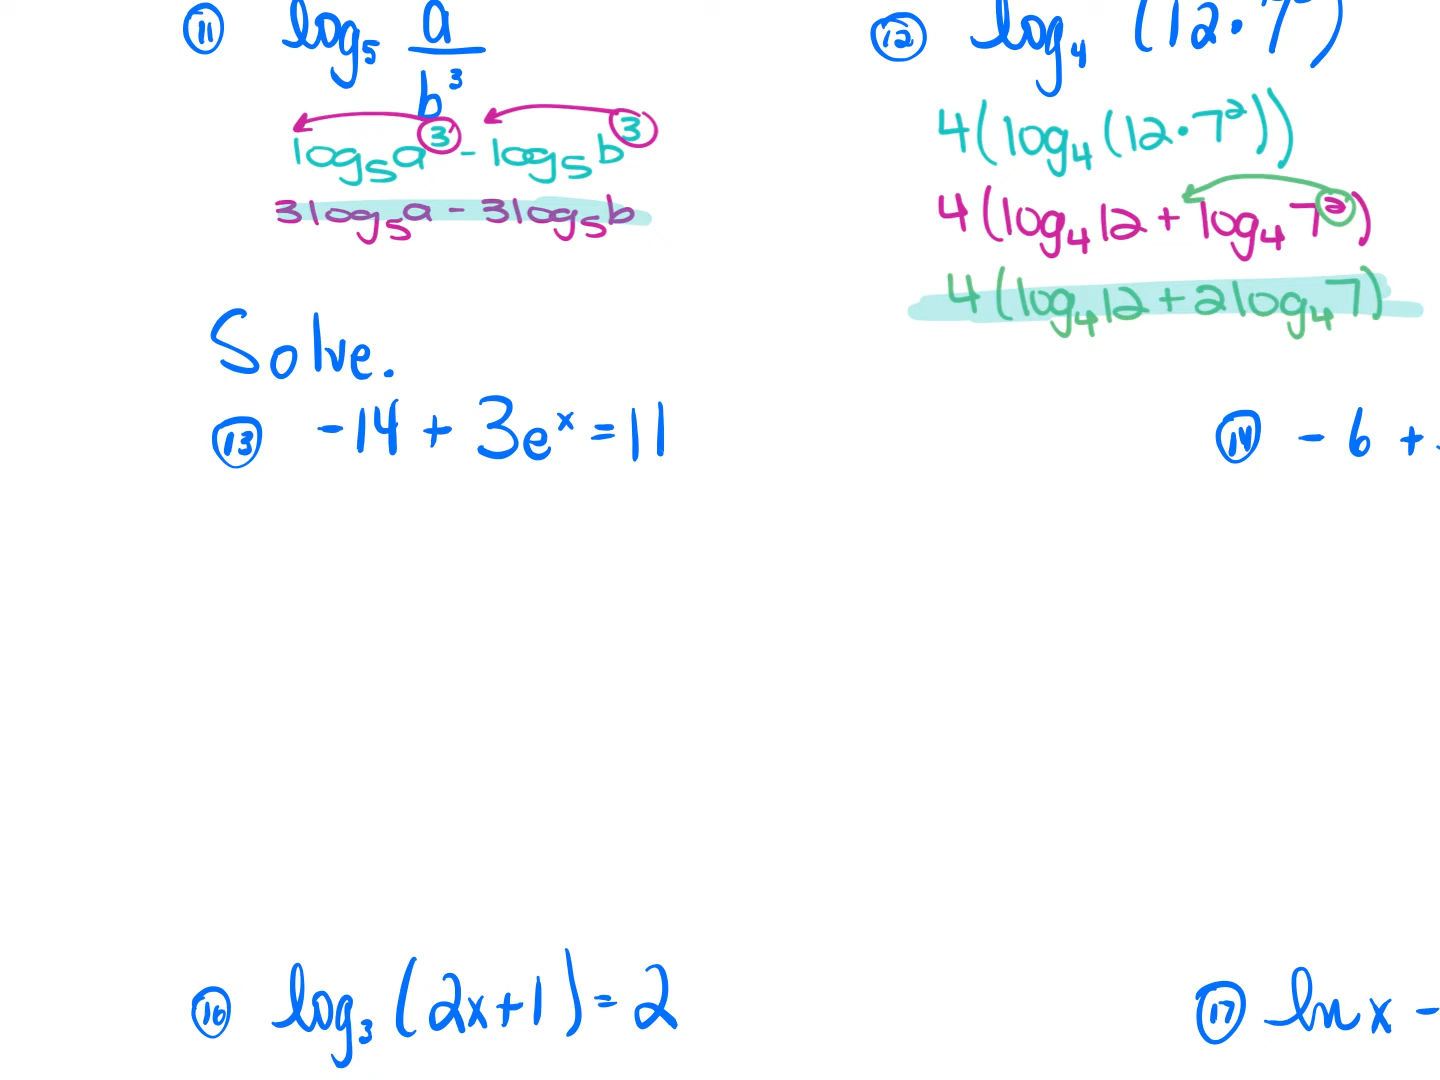 ⑪ log₅ a/b³
log₅a³ - log₅b³
3log₅a - 3log₅b
⑫ log₄ (12·7²)
4(log₄(12·7²))
4(log₄12 + log₄7²)
4(log₄12 + 2log₄7)
Solve.
⑬ -14 + 3eˣ = 11
⑭ - 6 +
⑯ log₃ (2x+1) = 2
⑰ ln x -